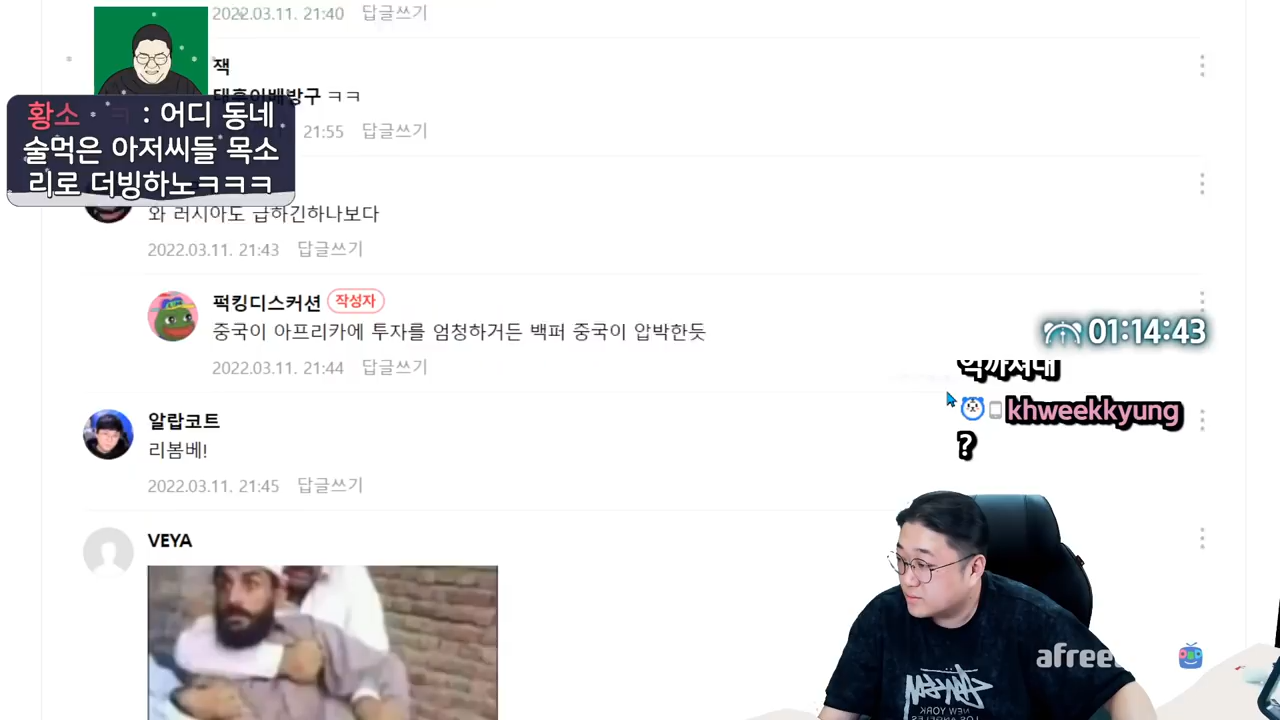 2022.03.11. 21:40 답글쓰기
잭
ㅋㅋ
21:55 답글쓰기
황소 ㅋ : 어디 동네
술먹은 아저씨들 목소
리로 더빙하노ㅋㅋㅋ
와 러시아도 급하긴하나보다
2022.03.11. 21:43 답글쓰기
퍽킹디스커션 작성자
중국이 아프리카에 투자를 엄청하거든 백퍼 중국이 압박한듯
2022.03.11. 21:44 답글쓰기
01:14:43
khweekkyung
?
알랍코트
리봄베!
2022.03.11. 21:45 답글쓰기
VEYA
afree